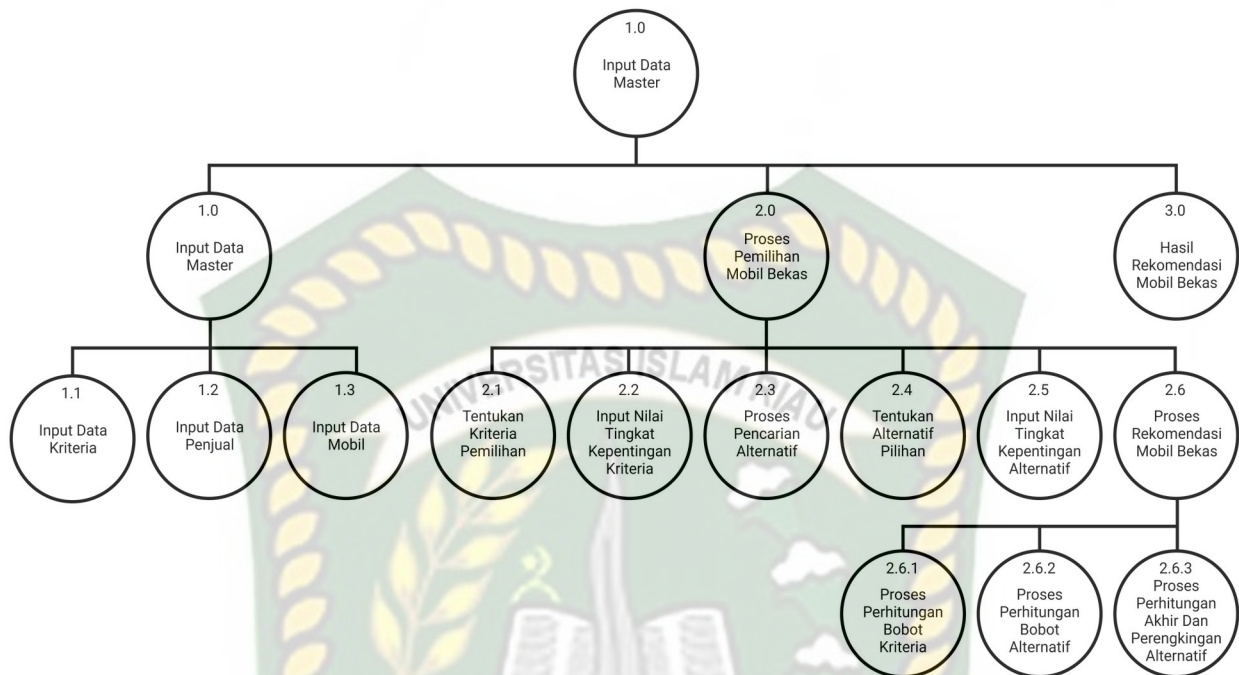 1.0
Input Data
Master
1.0
Input Data
Master
2.0
Proses
Pemilihan
Mobil Bekas
3.0
Hasil
Rekomendasi
Mobil Bekas
UNIVERSITAS ISLAM RIAU
1.1
Input Data
Kriteria
1.2
Input Data
Penjual
1.3
Input Data
Mobil
2.1
Tentukan
Kriteria
Pemilihan
2.2
Input Nilai
Tingkat
Kepentingan
Kriteria
2.3
Proses
Pencarian
Alternatif
2.4
Tentukan
Alternatif
Pilihan
2.5
Input Nilai
Tingkat
Kepentingan
Alternatif
2.6
Proses
Rekomendasi
Mobil Bekas
2.6.1
Proses
Perhitungan
Bobot
Kriteria
2.6.2
Proses
Perhitungan
Bobot
Alternatif
2.6.3
Proses
Perhitungan
Akhir Dan
Perengkingan
Alternatif